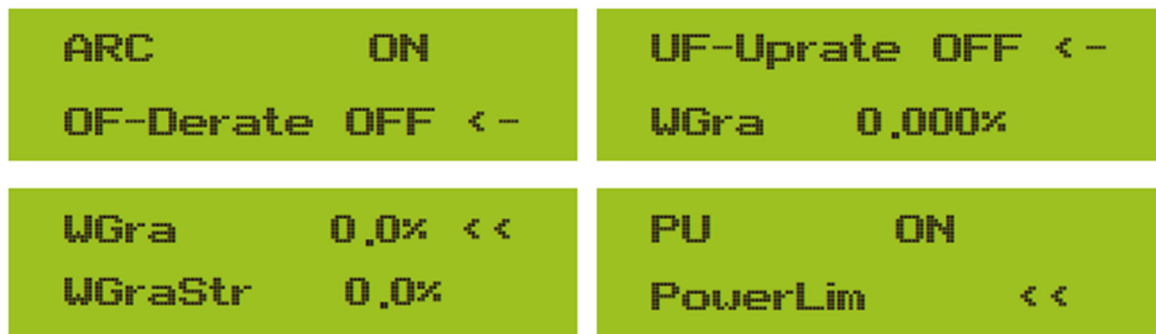 ARC ON
OF-Derate OFF <-
UF-Uprate OFF <-
WGra 0.000%
WGra 0.0% <<
WGraStr 0.0%
PU ON
PowerLim <<